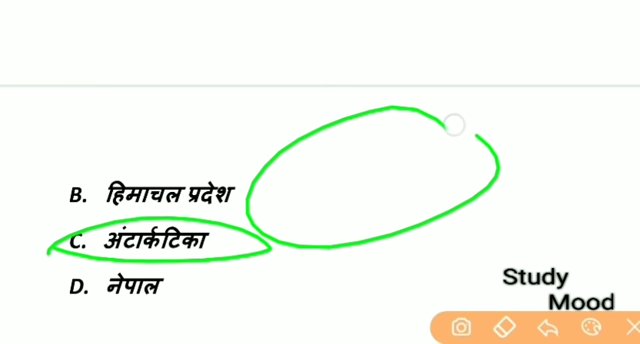 B. हिमाचल प्रदेश
C. अंटार्कटिका
D. नेपाल
Study
Mood